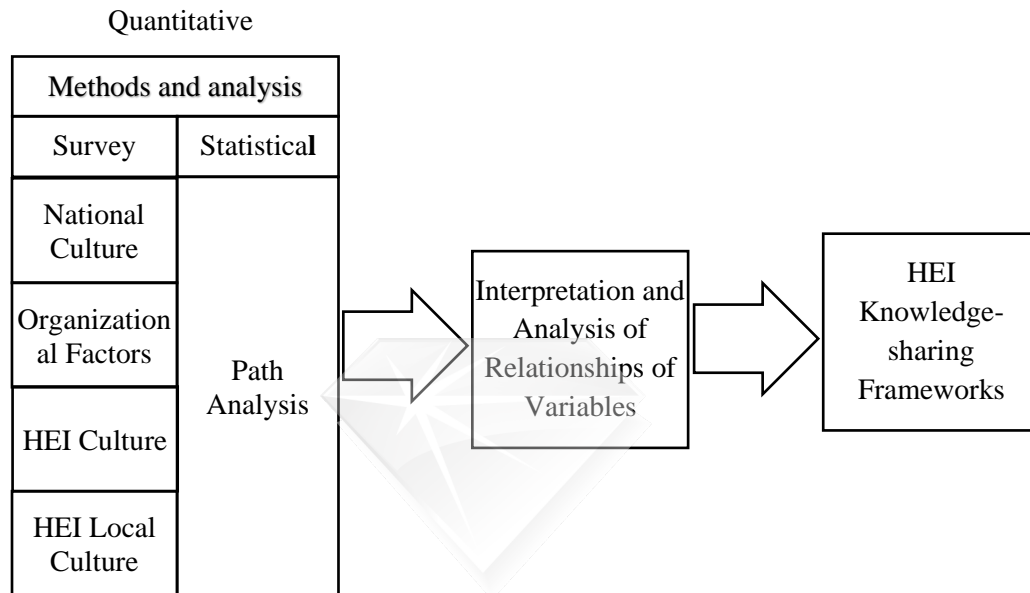 Quantitative
Methods and analysis
Survey
Statistical
National
Culture
Organization
al Factors
HEI Culture
HEI Local
Culture
Path
Analysis
Interpretation and
Analysis of
Relationships of
Variables
HEI
Knowledge-
sharing
Frameworks